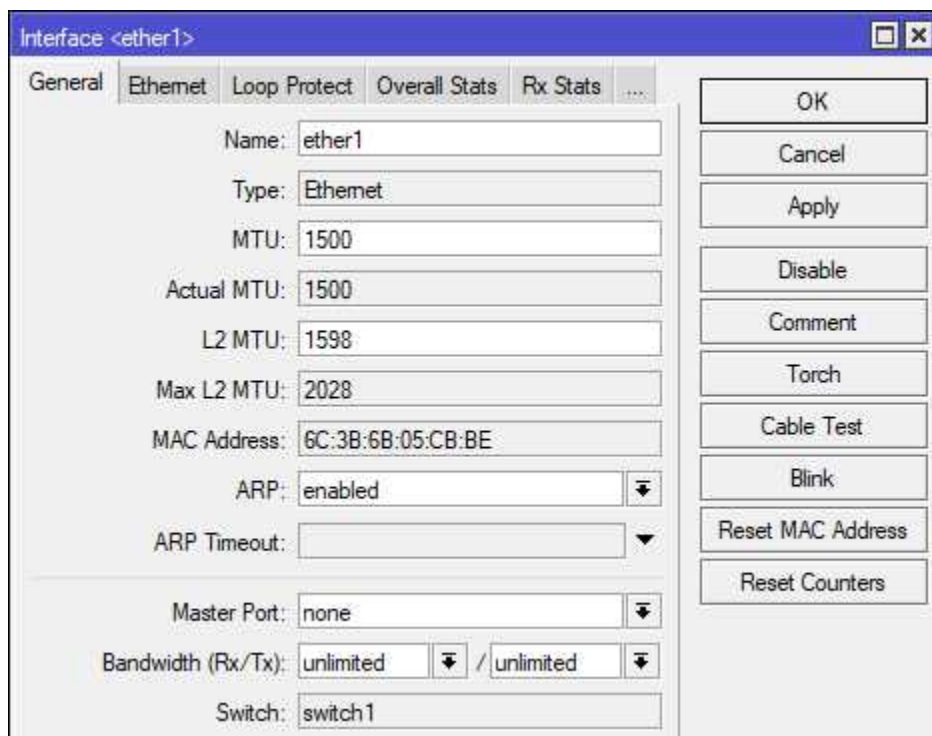 Interface <ether1>
General Ethernet Loop Protect Overall Stats Rx Stats ...
Name: ether1
Type: Ethernet
MTU: 1500
Actual MTU: 1500
L2 MTU: 1598
Max L2 MTU: 2028
MAC Address: 6C:3B:6B:05:CB:BE
ARP: enabled
ARP Timeout:
Master Port: none
Bandwidth (Rx/Tx): unlimited / unlimited
Switch: switch1
OK
Cancel
Apply
Disable
Comment
Torch
Cable Test
Blink
Reset MAC Address
Reset Counters